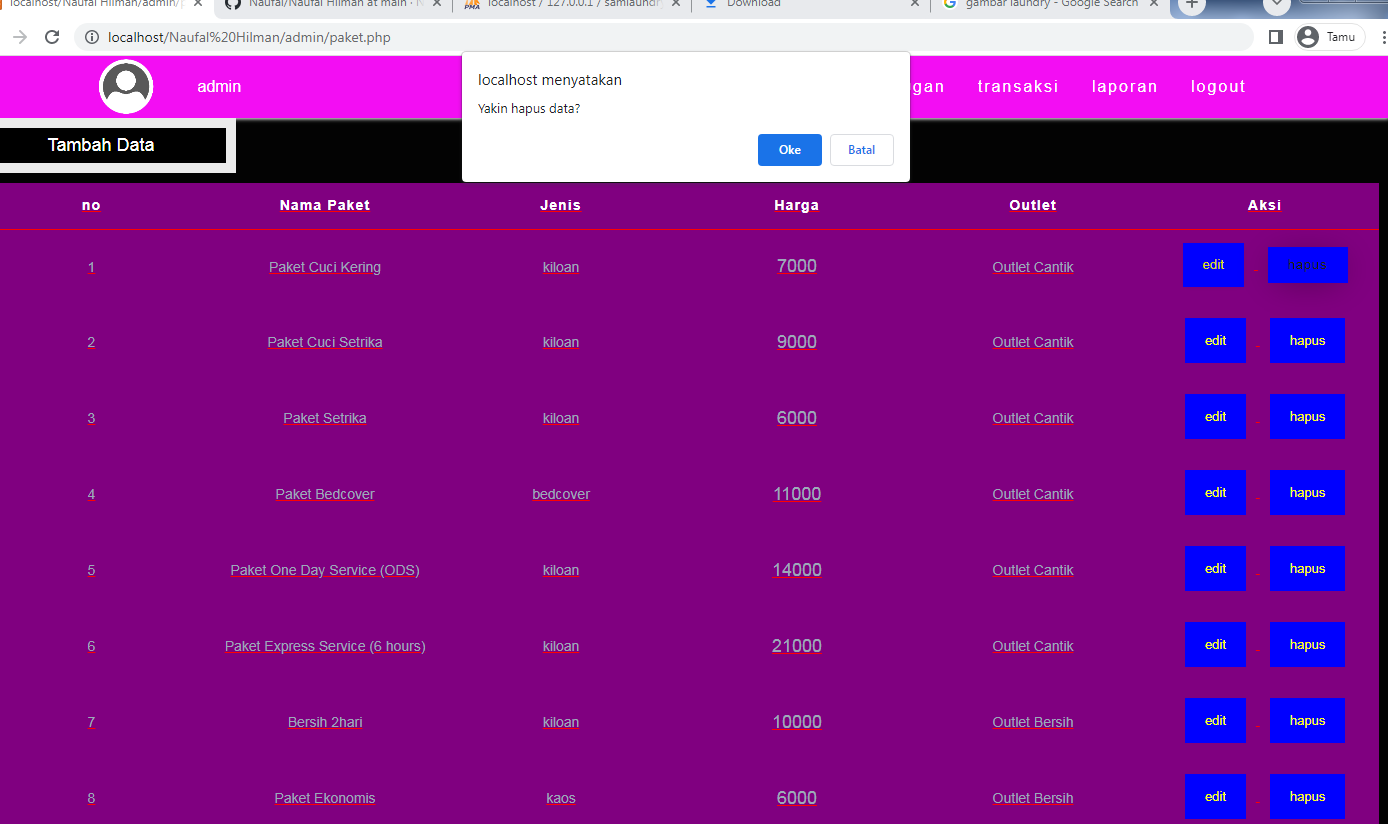 localhost/Naufal Hilman/admin/p
Naufal/Naufal Hilman at main · N
localhost / 127.0.0.1 / samlaundr
Download
gambar laundry - Google Search
localhost/Naufal%20Hilman/admin/paket.php
Tamu
localhost menyatakan
Yakin hapus data?
Oke Batal
admin gan transaksi laporan logout
Tambah Data
no Nama Paket Jenis Harga Outlet Aksi
1 Paket Cuci Kering kiloan 7000 Outlet Cantik edit hapus
2 Paket Cuci Setrika kiloan 9000 Outlet Cantik edit hapus
3 Paket Setrika kiloan 6000 Outlet Cantik edit hapus
4 Paket Bedcover bedcover 11000 Outlet Cantik edit hapus
5 Paket One Day Service (ODS) kiloan 14000 Outlet Cantik edit hapus
6 Paket Express Service (6 hours) kiloan 21000 Outlet Cantik edit hapus
7 Bersih 2hari kiloan 10000 Outlet Bersih edit hapus
8 Paket Ekonomis kaos 6000 Outlet Bersih edit hapus